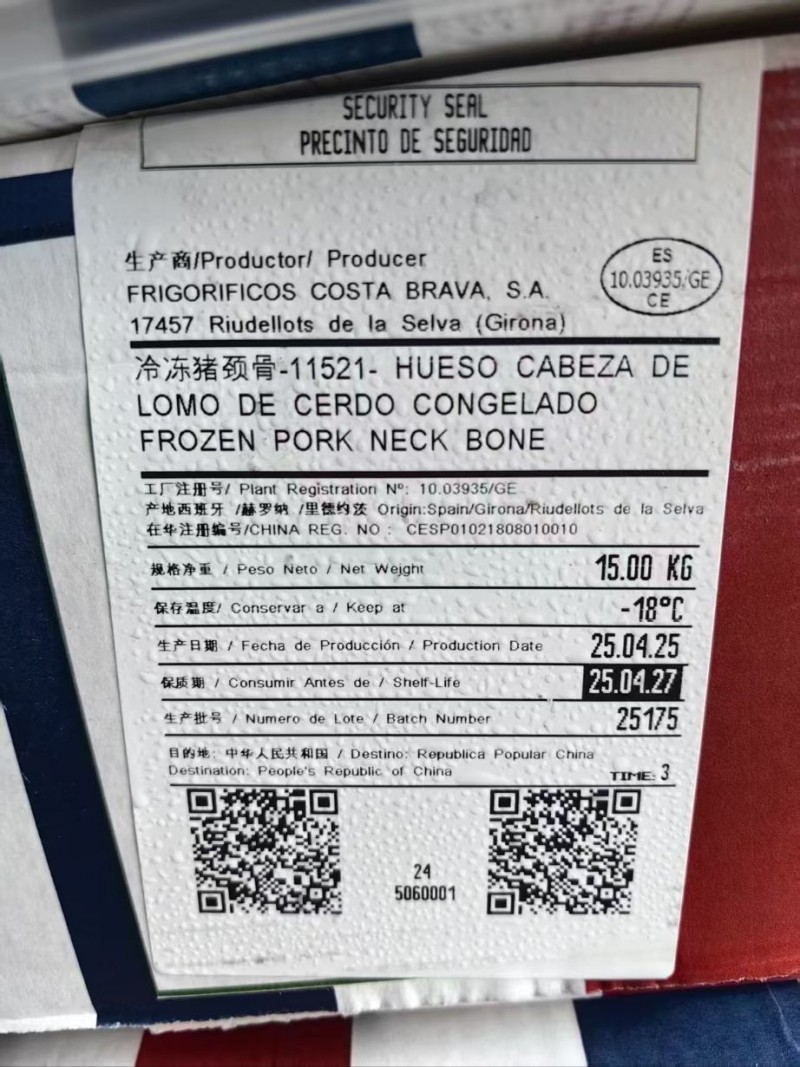 SECURITY SEAL
PRECINTO DE SEGURIDAD
生产商/Productor/ Producer
FRIGORIFICOS COSTA BRAVA, S.A.
17457 Riudellots de la Selva (Girona)
ES
10.03935/GE
CE
冷冻猪颈骨-11521- HUESO CABEZA DE
LOMO DE CERDO CONGELADO
FROZEN PORK NECK BONE
工厂注册号/ Plant Registration Nº: 10.03935/GE
产地西班牙 /赫罗纳 /里德约茨 Origin:Spain/Girona/Riudellots de la Selva
在华注册编号/CHINA REG. NO : CESP01021808010010
规格净重 / Peso Neto / Net Weight 15.00 KG
保存温度/ Conservar a / Keep at -18°C
生产日期 / Fecha de Producción / Production Date 25.04.25
保质期 / Consumir Antes de / Shelf-Life 25.04.27
生产批号 / Numero de Lote / Batch Number 25175
目的地: 中华人民共和国 / Destino: Republica Popular China
Destination: People's Republic of China TIME: 3
24
5060001